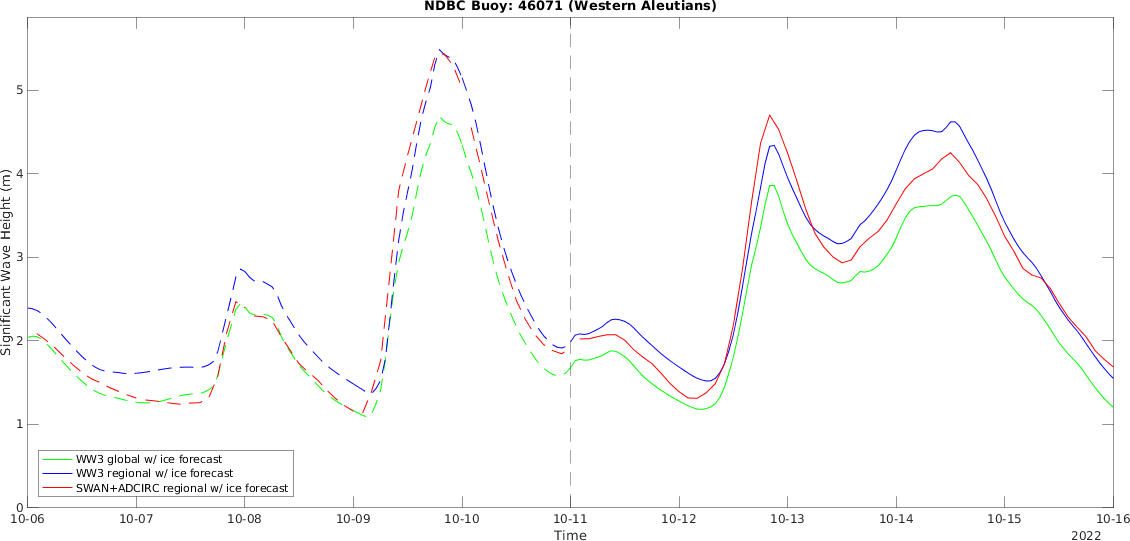 NDBC Buoy: 46071 (Western Aleutians)
Significant Wave Height (m)
5
4
3
2
1
0
WW3 global w/ ice forecast
WW3 regional w/ ice forecast
SWAN+ADCIRC regional w/ ice forecast
10-06 10-07 10-08 10-09 10-10 10-11 10-12 10-13 10-14 10-15 10-16
Time
2022